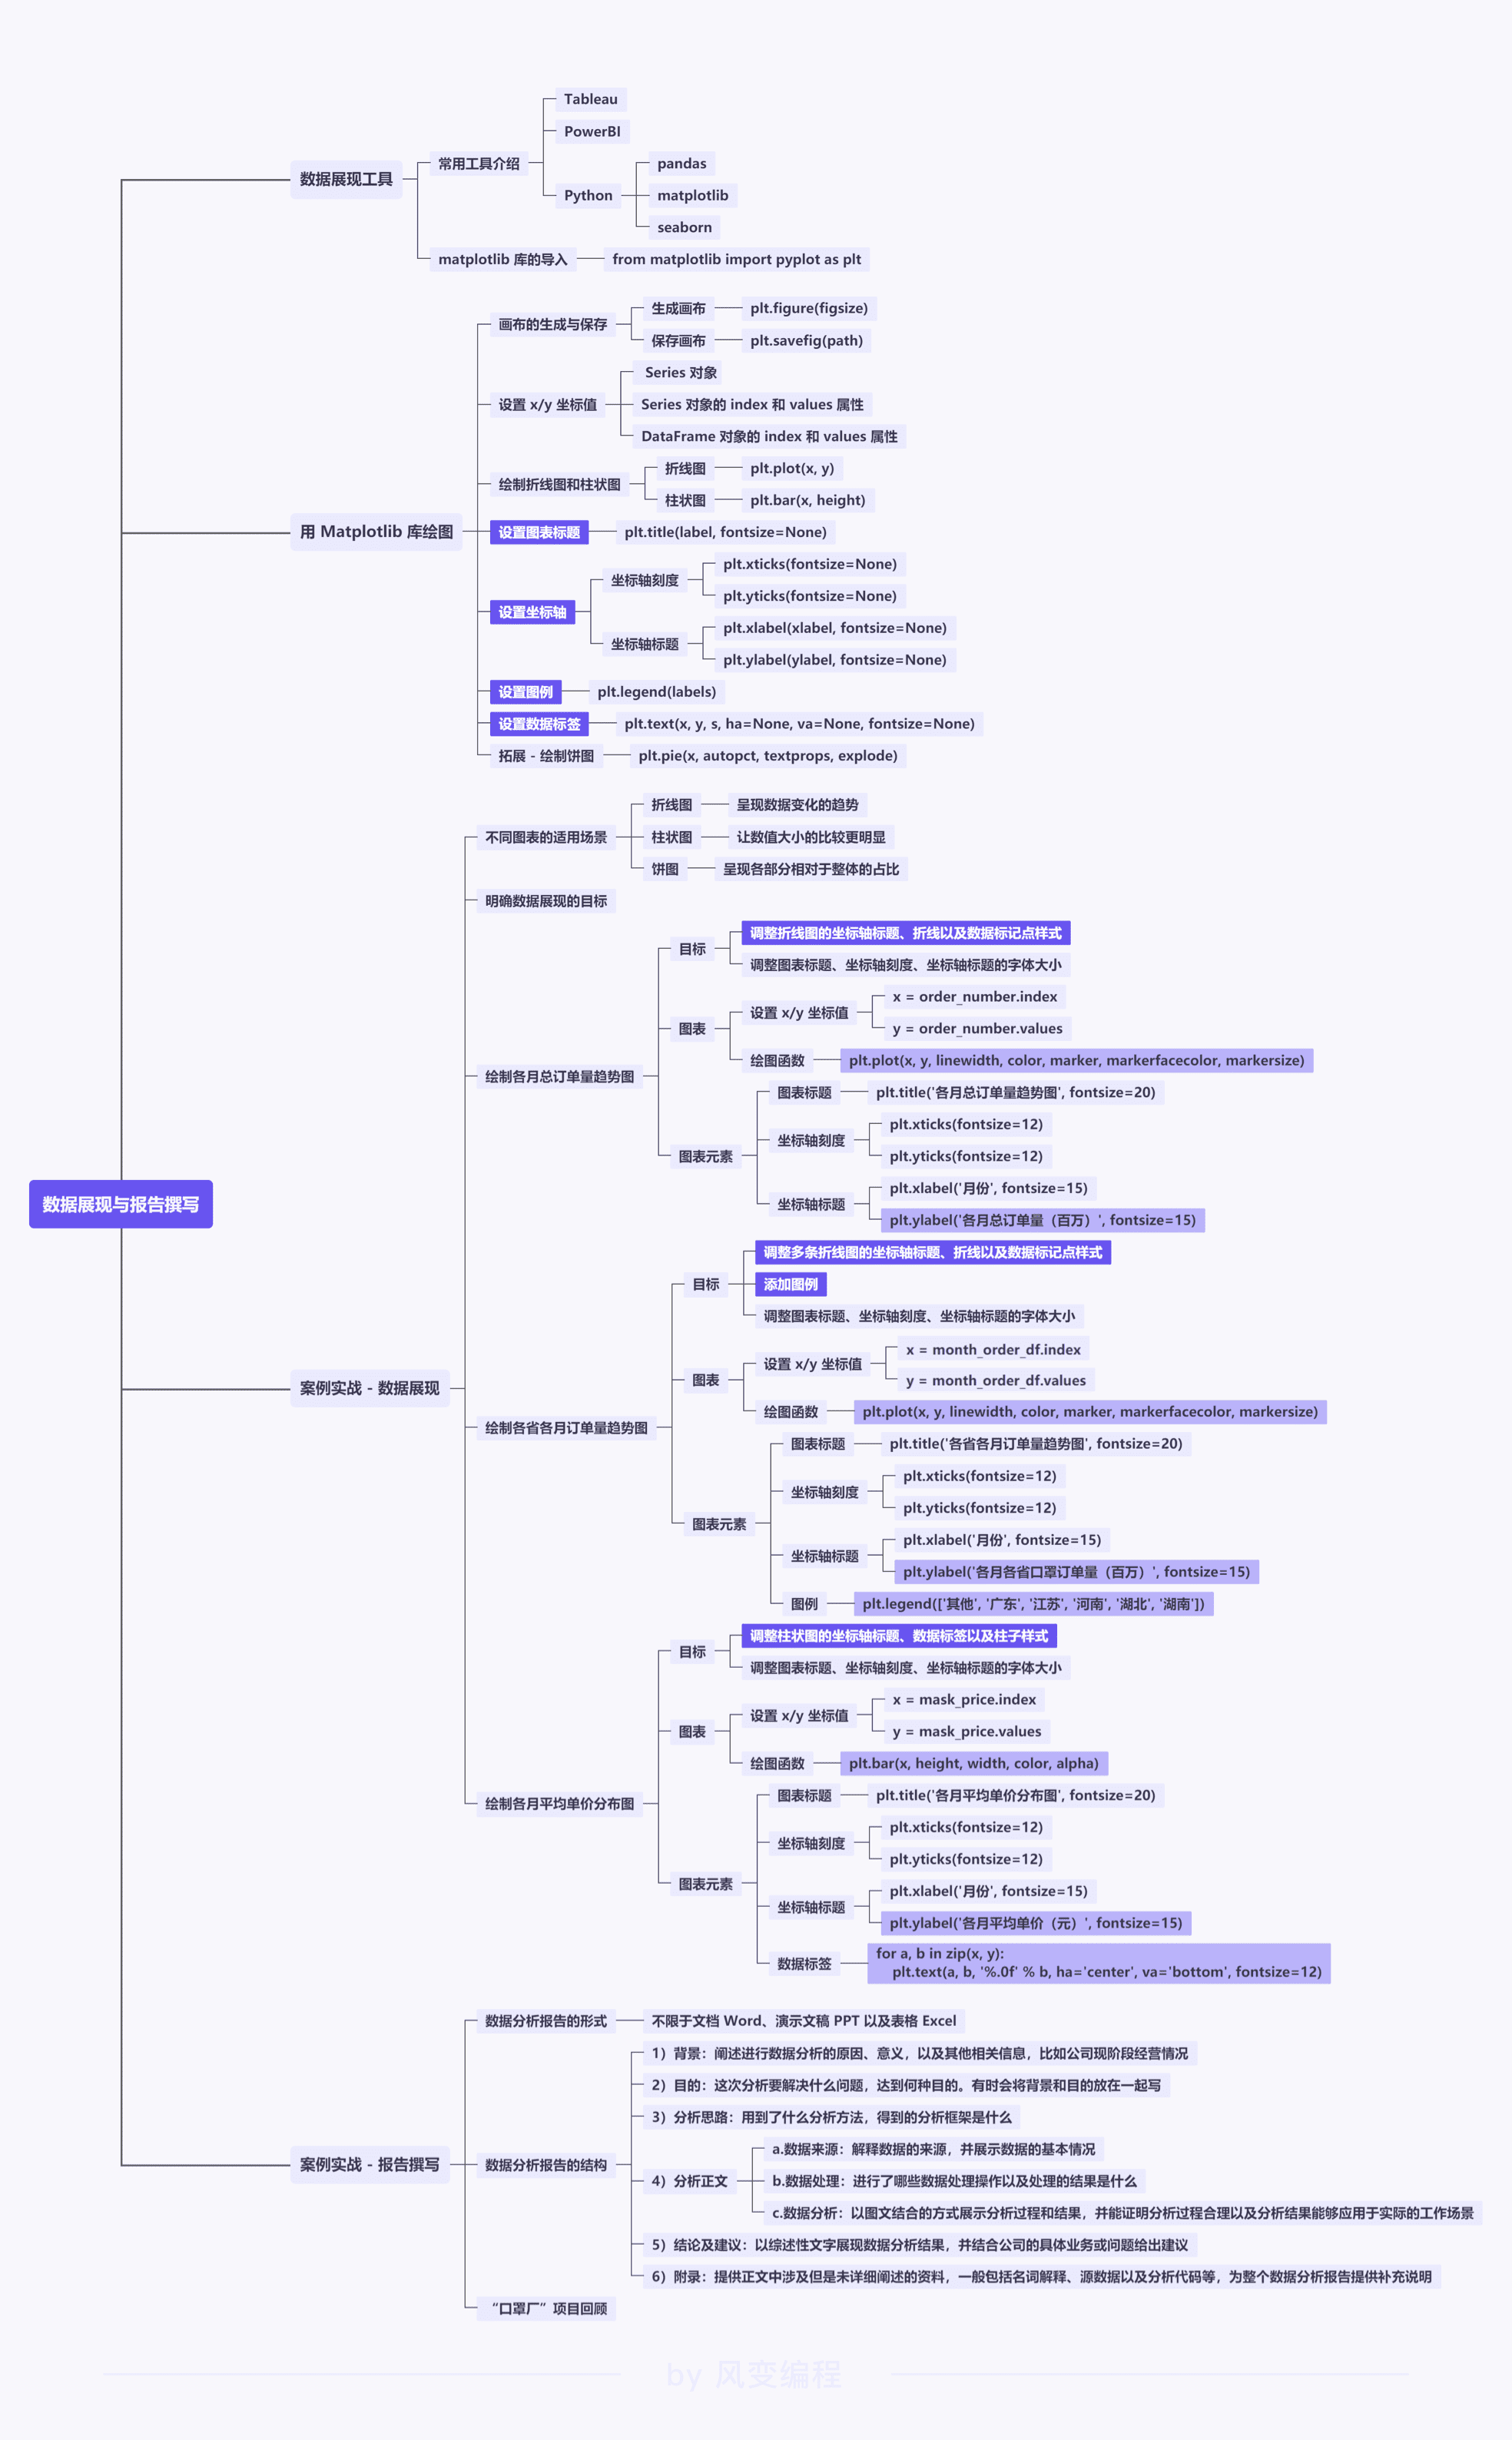 数据展现与报告撰写
数据展现工具
常用工具介绍
Tableau
PowerBI
Python
pandas
matplotlib
seaborn
matplotlib 库的导入
from matplotlib import pyplot as plt
用 Matplotlib 库绘图
画布的生成与保存
生成画布
plt.figure(figsize)
保存画布
plt.savefig(path)
设置 x/y 坐标值
Series 对象
Series 对象的 index 和 values 属性
DataFrame 对象的 index 和 values 属性
绘制折线图和柱状图
折线图
plt.plot(x, y)
柱状图
plt.bar(x, height)
设置图表标题
plt.title(label, fontsize=None)
设置坐标轴
坐标轴刻度
plt.xticks(fontsize=None)
plt.yticks(fontsize=None)
坐标轴标题
plt.xlabel(xlabel, fontsize=None)
plt.ylabel(ylabel, fontsize=None)
设置图例
plt.legend(labels)
设置数据标签
plt.text(x, y, s, ha=None, va=None, fontsize=None)
拓展 - 绘制饼图
plt.pie(x, autopct, textprops, explode)
案例实战 - 数据展现
不同图表的适用场景
折线图
呈现数据变化的趋势
柱状图
让数值大小的比较更明显
饼图
呈现各部分相对于整体的占比
明确数据展现的目标
绘制各月总订单量趋势图
目标
调整折线图的坐标轴标题、折线以及数据标记点样式
调整图表标题、坐标轴刻度、坐标轴标题的字体大小
图表
设置 x/y 坐标值
x = order_number.index
y = order_number.values
绘图函数
plt.plot(x, y, linewidth, color, marker, markerfacecolor, markersize)
图表元素
图表标题
plt.title('各月总订单量趋势图', fontsize=20)
坐标轴刻度
plt.xticks(fontsize=12)
plt.yticks(fontsize=12)
坐标轴标题
plt.xlabel('月份', fontsize=15)
plt.ylabel('各月总订单量（百万）', fontsize=15)
绘制各省各月订单量趋势图
目标
调整多条折线图的坐标轴标题、折线以及数据标记点样式
添加图例
调整图表标题、坐标轴刻度、坐标轴标题的字体大小
图表
设置 x/y 坐标值
x = month_order_df.index
y = month_order_df.values
绘图函数
plt.plot(x, y, linewidth, color, marker, markerfacecolor, markersize)
图表元素
图表标题
plt.title('各省各月订单量趋势图', fontsize=20)
坐标轴刻度
plt.xticks(fontsize=12)
plt.yticks(fontsize=12)
坐标轴标题
plt.xlabel('月份', fontsize=15)
plt.ylabel('各月各省口罩订单量（百万）', fontsize=15)
图例
plt.legend(['其他', '广东', '江苏', '河南', '湖北', '湖南'])
绘制各月平均单价分布图
目标
调整柱状图的坐标轴标题、数据标签以及柱子样式
调整图表标题、坐标轴刻度、坐标轴标题的字体大小
图表
设置 x/y 坐标值
x = mask_price.index
y = mask_price.values
绘图函数
plt.bar(x, height, width, color, alpha)
图表元素
图表标题
plt.title('各月平均单价分布图', fontsize=20)
坐标轴刻度
plt.xticks(fontsize=12)
plt.yticks(fontsize=12)
坐标轴标题
plt.xlabel('月份', fontsize=15)
plt.ylabel('各月平均单价（元）', fontsize=15)
数据标签
for a, b in zip(x, y):
plt.text(a, b, '%.0f' % b, ha='center', va='bottom', fontsize=12)
案例实战 - 报告撰写
数据分析报告的形式
不限于文档 Word、演示文稿 PPT 以及表格 Excel
数据分析报告的结构
1）背景：阐述进行数据分析的原因、意义，以及其他相关信息，比如公司现阶段经营情况
2）目的：这次分析要解决什么问题，达到何种目的。有时会将背景和目的放在一起写
3）分析思路：用到了什么分析方法，得到的分析框架是什么
4）分析正文
a.数据来源：解释数据的来源，并展示数据的基本情况
b.数据处理：进行了哪些数据处理操作以及处理的结果是什么
c.数据分析：以图文结合的方式展示分析过程和结果，并能证明分析过程合理以及分析结果能够应用于实际的工作场景
5）结论及建议：以综述性文字展现数据分析结果，并结合公司的具体业务或问题给出建议
6）附录：提供正文中涉及但是未详细阐述的资料，一般包括名词解释、源数据以及分析代码等，为整个数据分析报告提供补充说明
“口罩厂”项目回顾
by 风变编程